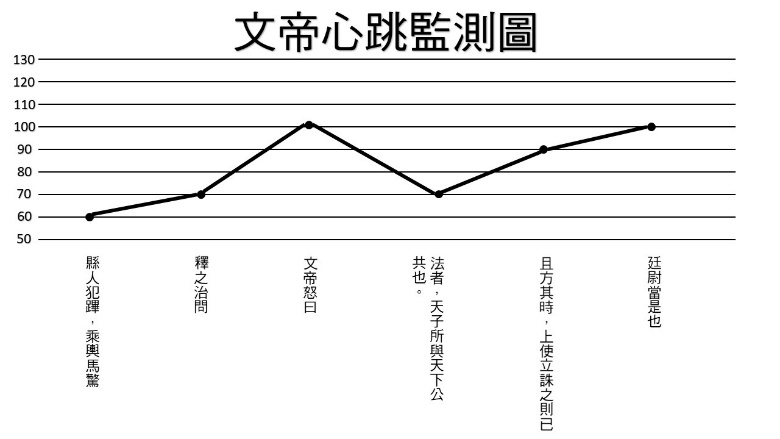 文帝心跳監測圖
130
120
110
100
90
80
70
60
50
縣人犯蹕，乘輿馬驚
釋之治問
文帝怒曰
法者，天子所與天下公
共也。
且方其時，上使立誅之則已
廷尉當是也